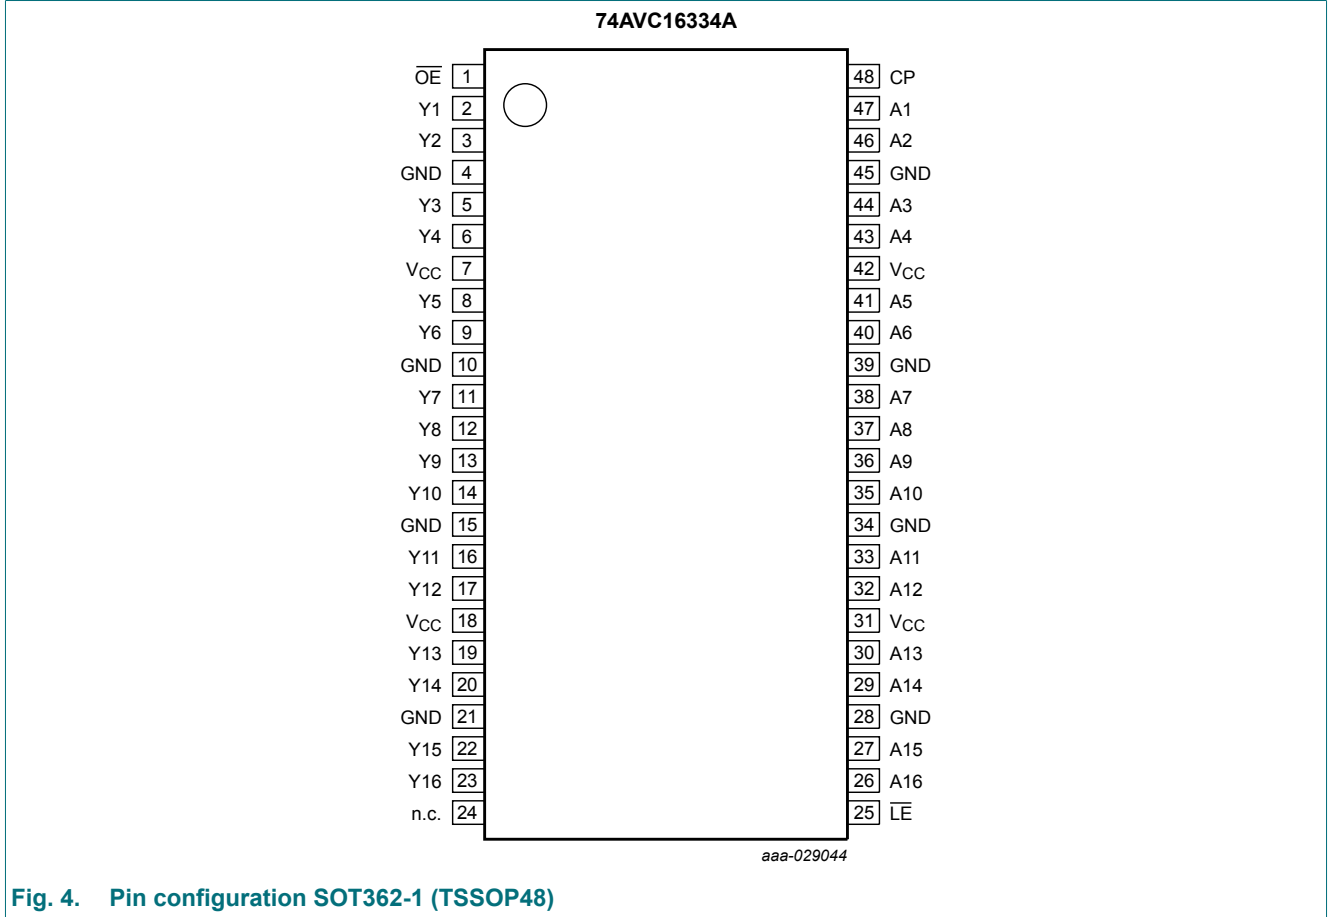 74AVC16334A
OE 1 48 CP
Y1 2 47 A1
Y2 3 46 A2
GND 4 45 GND
Y3 5 44 A3
Y4 6 43 A4
VCC 7 42 VCC
Y5 8 41 A5
Y6 9 40 A6
GND 10 39 GND
Y7 11 38 A7
Y8 12 37 A8
Y9 13 36 A9
Y10 14 35 A10
GND 15 34 GND
Y11 16 33 A11
Y12 17 32 A12
VCC 18 31 VCC
Y13 19 30 A13
Y14 20 29 A14
GND 21 28 GND
Y15 22 27 A15
Y16 23 26 A16
n.c. 24 25 LE
aaa-029044
Fig. 4. Pin configuration SOT362-1 (TSSOP48)